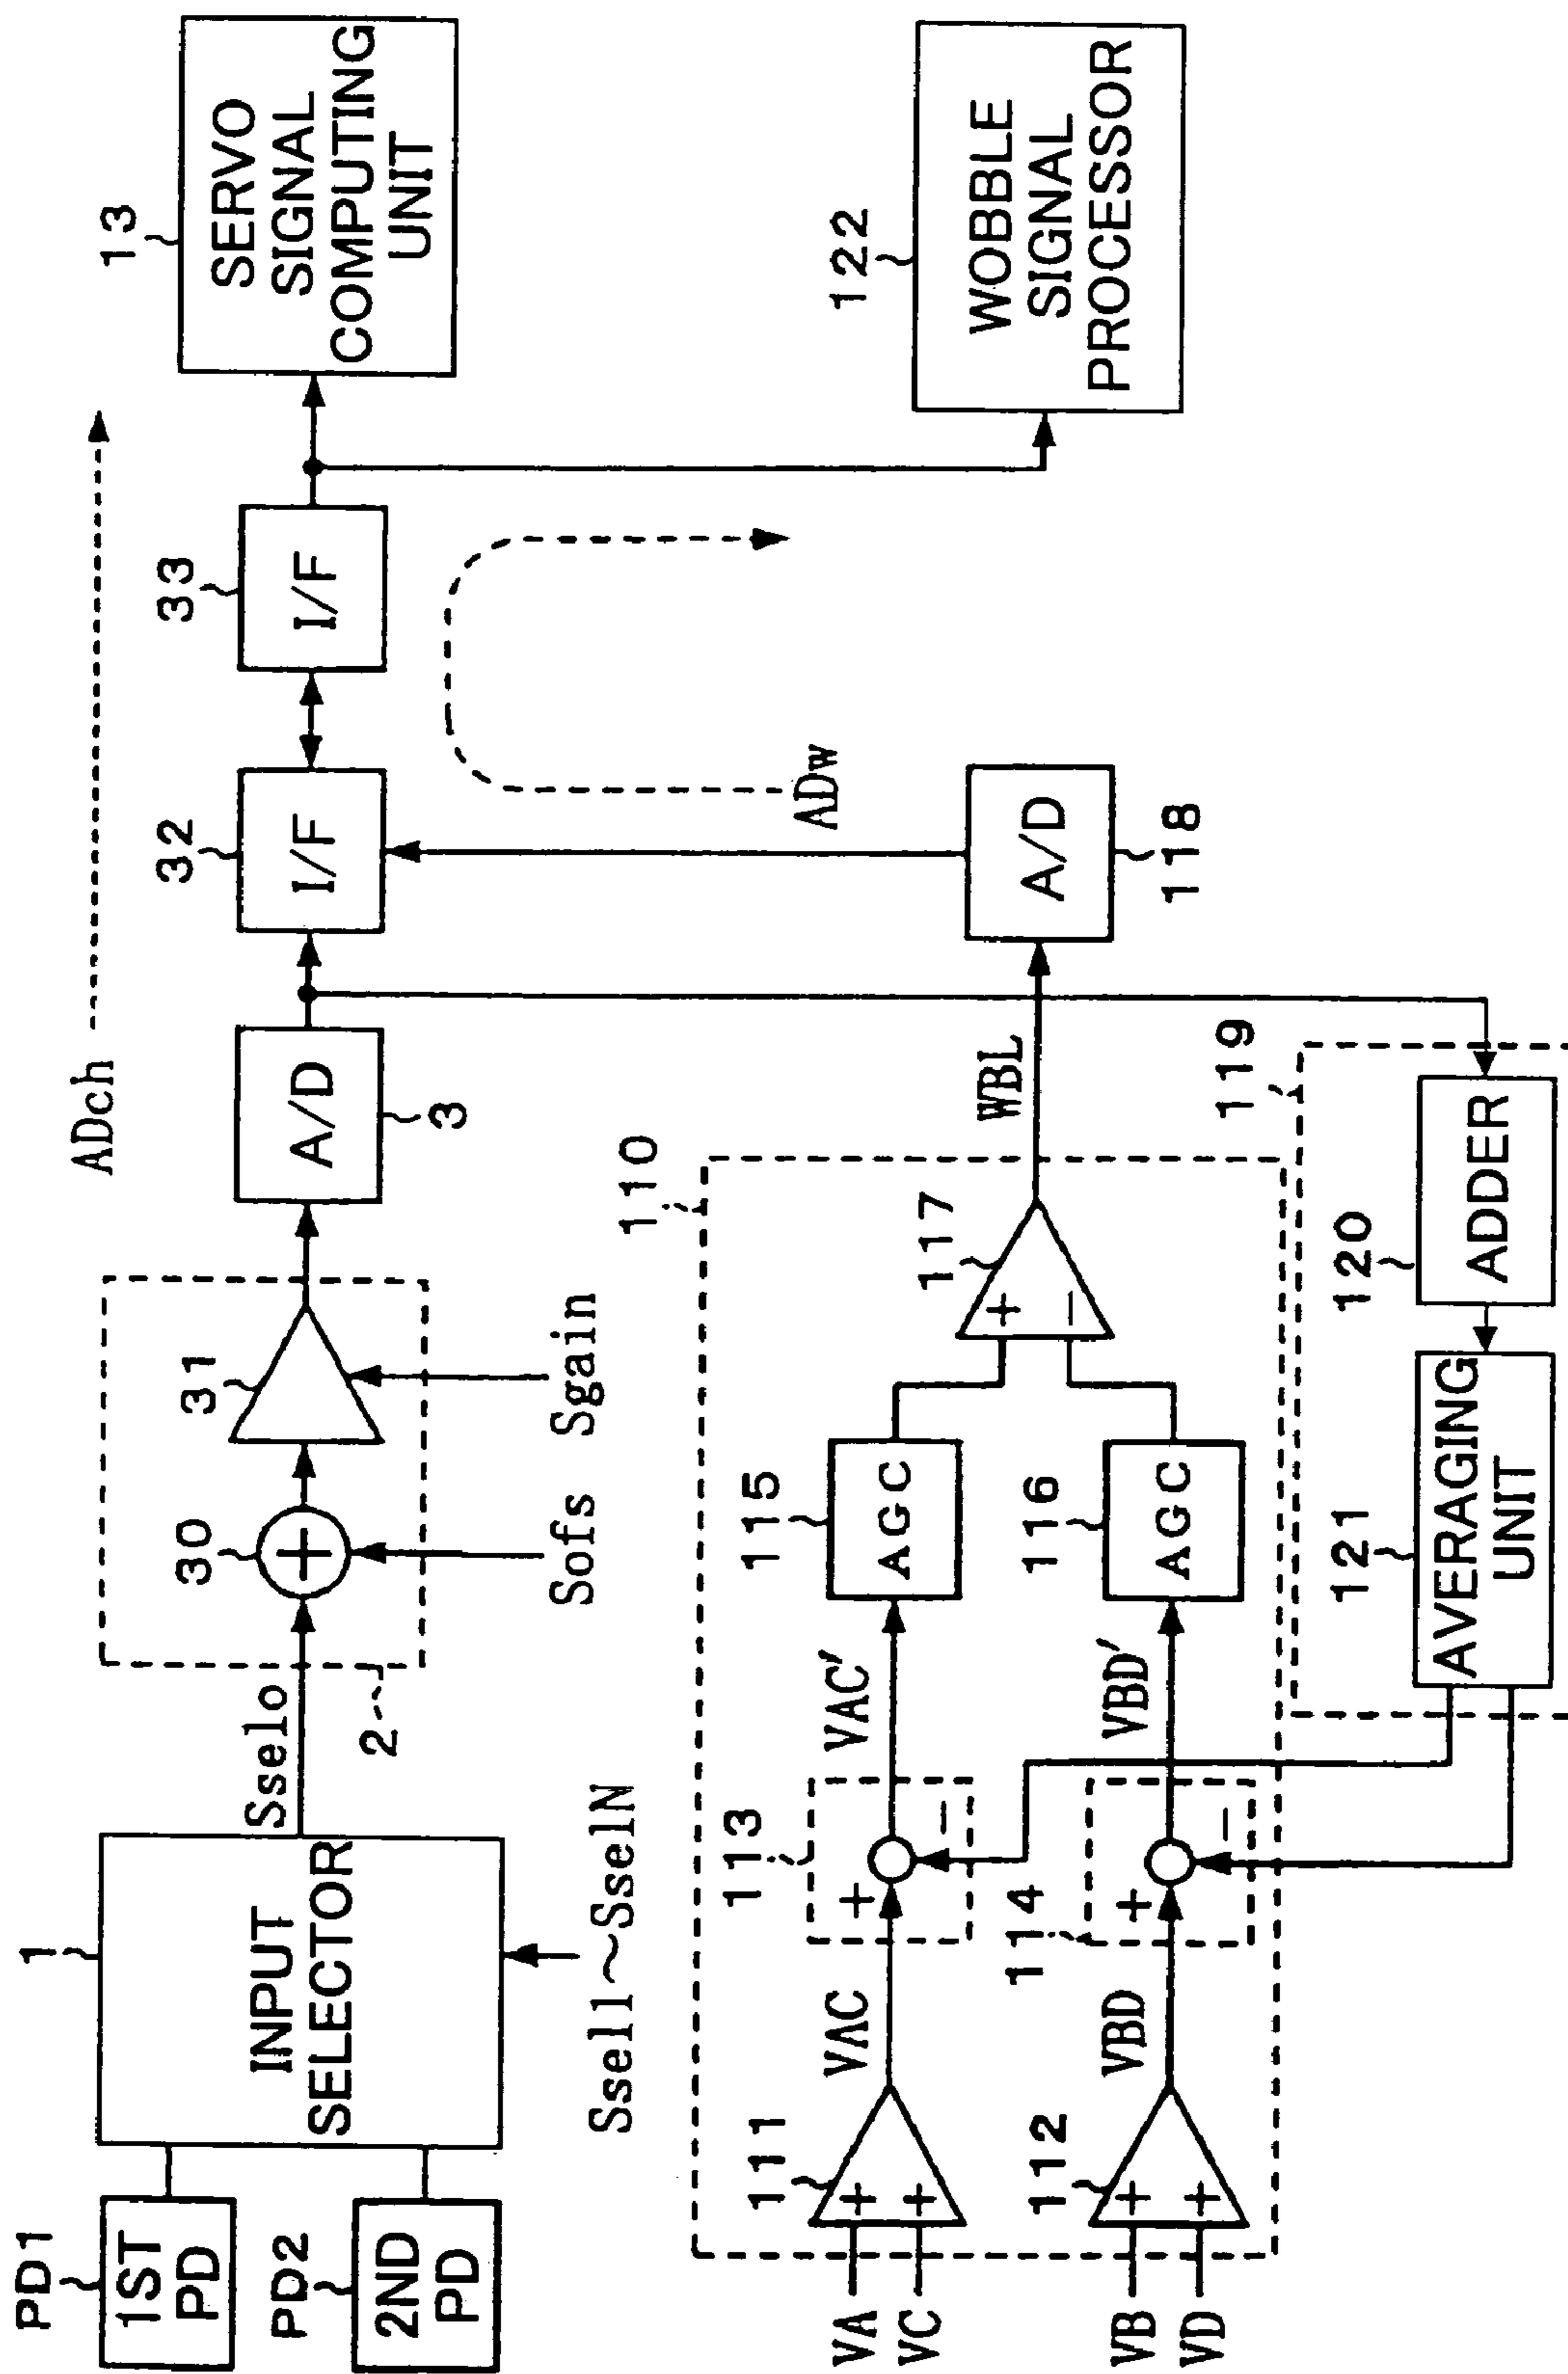 PD1
1ST
PD
PD2
2ND
PD
1
INPUT
SELECTOR
Sselo
Ssel1~SselN
2
30
31
Sofs
Sgain
ADch
A/D
3
32
I/F
33
I/F
13
SERVO
SIGNAL
COMPUTING
UNIT
122
WOBBLE
SIGNAL
PROCESSOR
ADw
A/D
118
110
VA
VC
111
+
+
VAC
113
+
−
VAC'
115
AGC
VB
VD
112
+
+
VBD
114
+
−
VBD'
116
AGC
117
+
−
WBL
119
120
ADDER
121
AVERAGING
UNIT